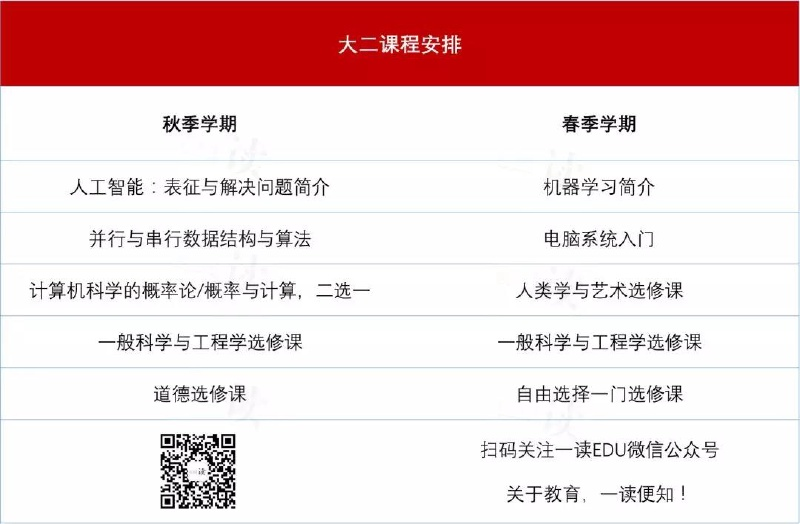 大二课程安排
秋季学期 春季学期
人工智能：表征与解决问题简介 机器学习简介
并行与串行数据结构与算法 电脑系统入门
计算机科学的概率论/概率与计算，二选一 人类学与艺术选修课
一般科学与工程学选修课 一般科学与工程学选修课
道德选修课 自由选择一门选修课
扫码关注一读EDU微信公众号
关于教育，一读便知！